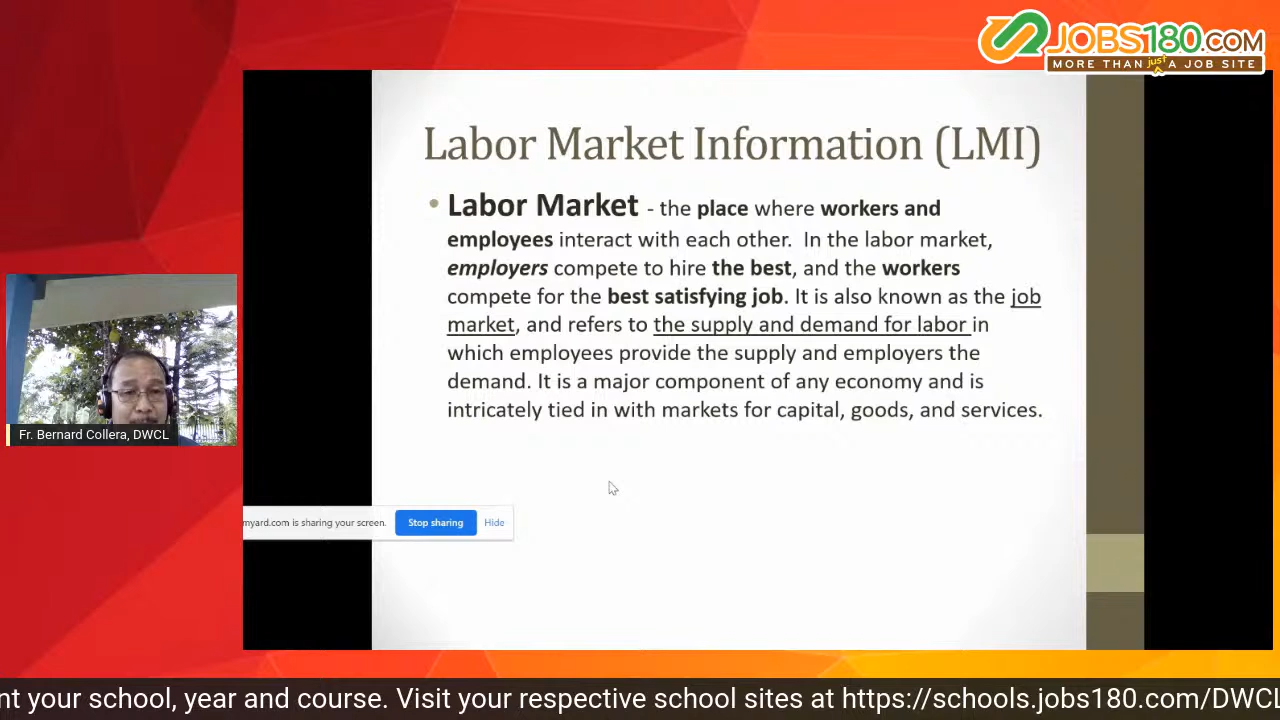 JOBS180.COM
MORE THAN just A JOB SITE
Labor Market Information (LMI)
• Labor Market - the place where workers and
employees interact with each other. In the labor market,
employers compete to hire the best, and the workers
compete for the best satisfying job. It is also known as the job
market, and refers to the supply and demand for labor in
which employees provide the supply and employers the
demand. It is a major component of any economy and is
intricately tied in with markets for capital, goods, and services.
Fr. Bernard Collera, DWCL
myard.com is sharing your screen.
Stop sharing
Hide
nt your school, year and course. Visit your respective school sites at https://schools.jobs180.com/DWCL